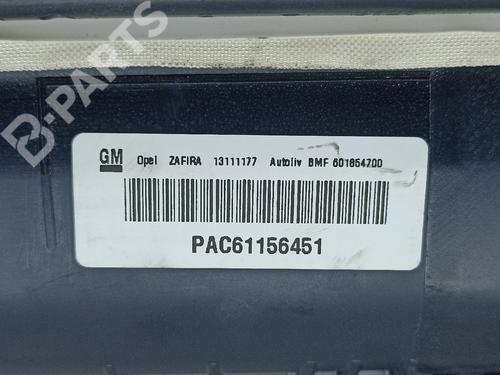 B-PARTS
GM Opel ZAFIRA 13111177 Autoliv BMF 601854700
PAC61156451